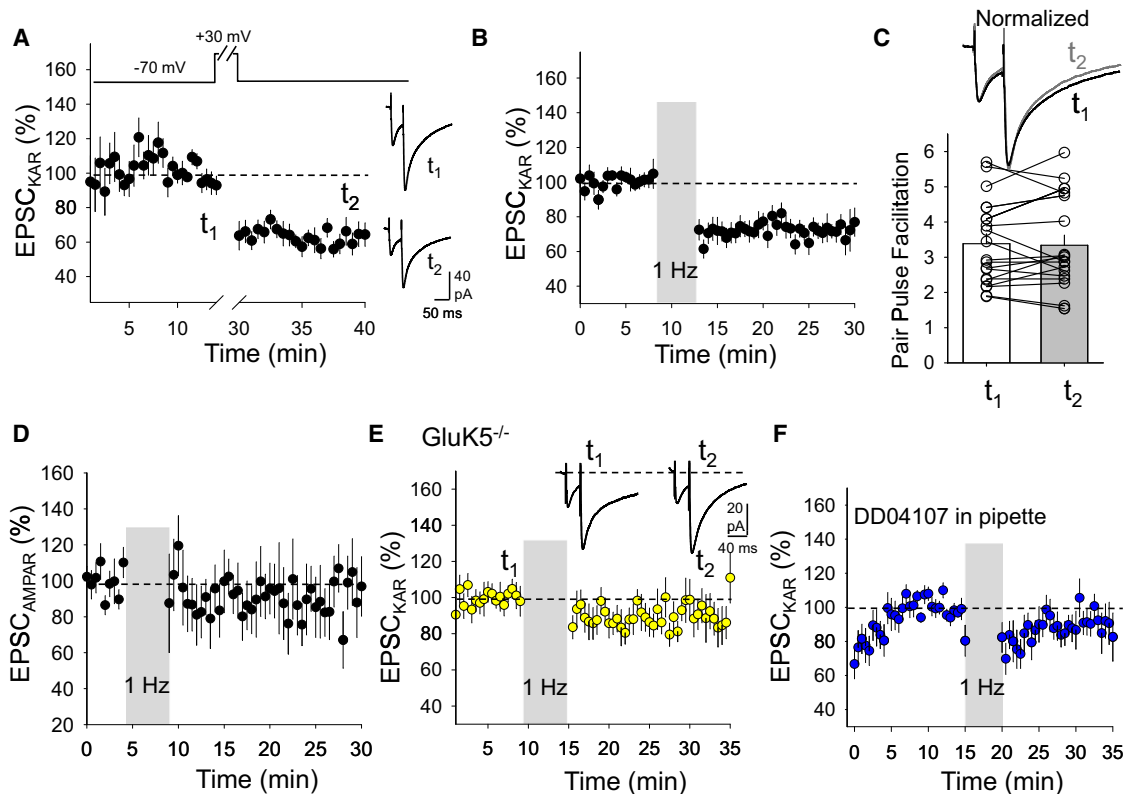 A
+30 mV
-70 mV
160
140
120
100
80
60
40
EPSC_KAR (%)
t1
t2
t1
t2
40
pA
50 ms
5
10
30
40
Time (min)
B
160
140
120
100
80
60
40
EPSC_KAR (%)
1 Hz
0
5
10
15
20
25
30
Time (min)
C
Normalized
t2
t1
6
5
4
3
2
1
0
Pair Pulse Facilitation
t1
t2
D
160
140
120
100
80
60
40
20
EPSC_AMPAR (%)
1 Hz
0
5
10
15
20
25
30
Time (min)
E
GluK5-/-
t1
t2
20
pA
40 ms
160
140
120
100
80
60
40
EPSC_KAR (%)
t1
t2
1 Hz
5
10
15
20
25
30
35
Time (min)
F
DD04107 in pipette
160
140
120
100
80
60
40
EPSC_KAR (%)
1 Hz
0
5
10
15
20
25
30
35
Time (min)